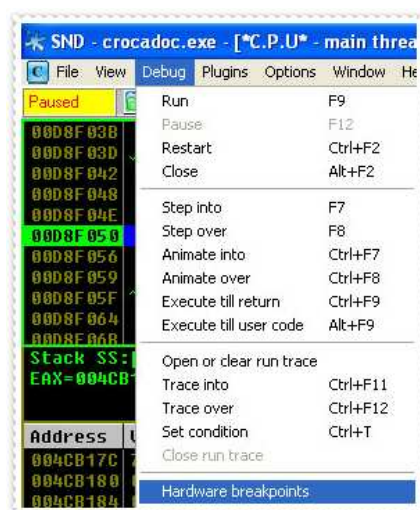 SND - crocadoc.exe - [*C.P.U* - main threa
C File View Debug Plugins Options Window He
Paused
Run F9
Pause F12
Restart Ctrl+F2
Close Alt+F2
Step into F7
Step over F8
Animate into Ctrl+F7
Animate over Ctrl+F8
Execute till return Ctrl+F9
Execute till user code Alt+F9
Open or clear run trace
Trace into Ctrl+F11
Trace over Ctrl+F12
Set condition Ctrl+T
Close run trace
Hardware breakpoints
00D8F03B
00D8F03D
00D8F042
00D8F048
00D8F04E
00D8F050
00D8F056
00D8F059
00D8F05F
00D8F064
00D8F06B
Stack SS:[
EAX=004CB1
Address
004CB17C
004CB180
004CB184